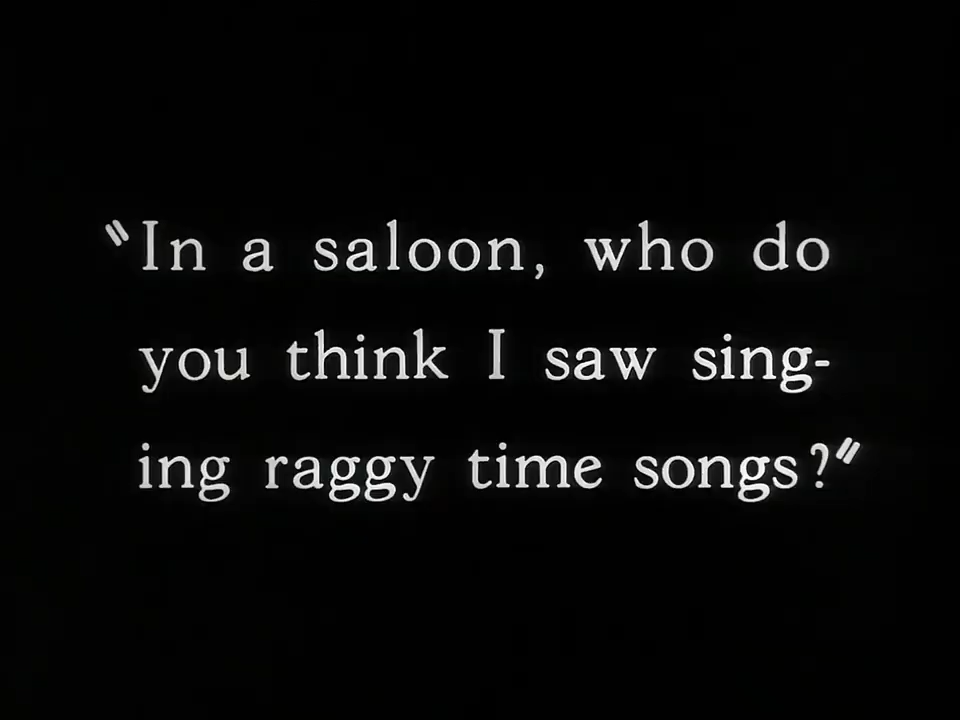 "In a saloon, who do
you think I saw sing-
ing raggy time songs?"